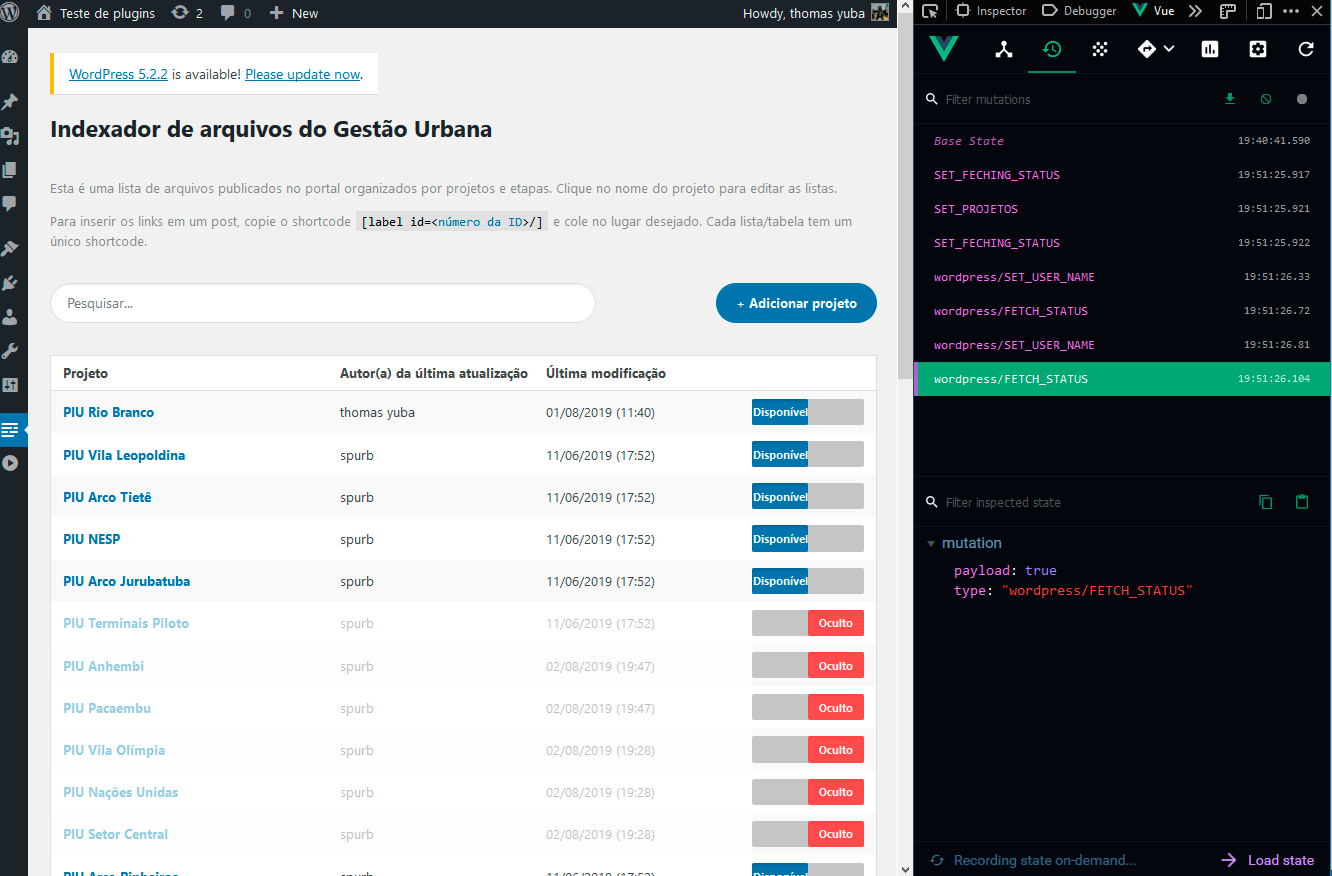 Teste de plugins 2 0 + New Howdy, thomas yuba
WordPress 5.2.2 is available! Please update now.
Indexador de arquivos do Gestão Urbana
Esta é uma lista de arquivos publicados no portal organizados por projetos e etapas. Clique no nome do projeto para editar as listas.
Para inserir os links em um post, copie o shortcode [label id=<número da ID>/] e cole no lugar desejado. Cada lista/tabela tem um
único shortcode.
Pesquisar...
+ Adicionar projeto
Projeto Autor(a) da última atualização Última modificação
PIU Rio Branco thomas yuba 01/08/2019 (11:40) Disponível
PIU Vila Leopoldina spurb 11/06/2019 (17:52) Disponível
PIU Arco Tietê spurb 11/06/2019 (17:52) Disponível
PIU NESP spurb 11/06/2019 (17:52) Disponível
PIU Arco Jurubatuba spurb 11/06/2019 (17:52) Disponível
PIU Terminais Piloto spurb 11/06/2019 (17:52) Oculto
PIU Anhembi spurb 02/08/2019 (19:47) Oculto
PIU Pacaembu spurb 02/08/2019 (19:47) Oculto
PIU Vila Olímpia spurb 02/08/2019 (19:28) Oculto
PIU Nações Unidas spurb 02/08/2019 (19:28) Oculto
PIU Setor Central spurb 02/08/2019 (19:28) Oculto
PIU Arco Pinheiros spurb 11/06/2019 (17:52) Disponível
Inspector Debugger Vue
Filter mutations
Base State 19:40:41.590
SET_FECHING_STATUS 19:51:25.917
SET_PROJETOS 19:51:25.921
SET_FECHING_STATUS 19:51:25.922
wordpress/SET_USER_NAME 19:51:26.33
wordpress/FETCH_STATUS 19:51:26.72
wordpress/SET_USER_NAME 19:51:26.81
wordpress/FETCH_STATUS 19:51:26.104
Filter inspected state
mutation
payload: true
type: "wordpress/FETCH_STATUS"
Recording state on-demand... Load state